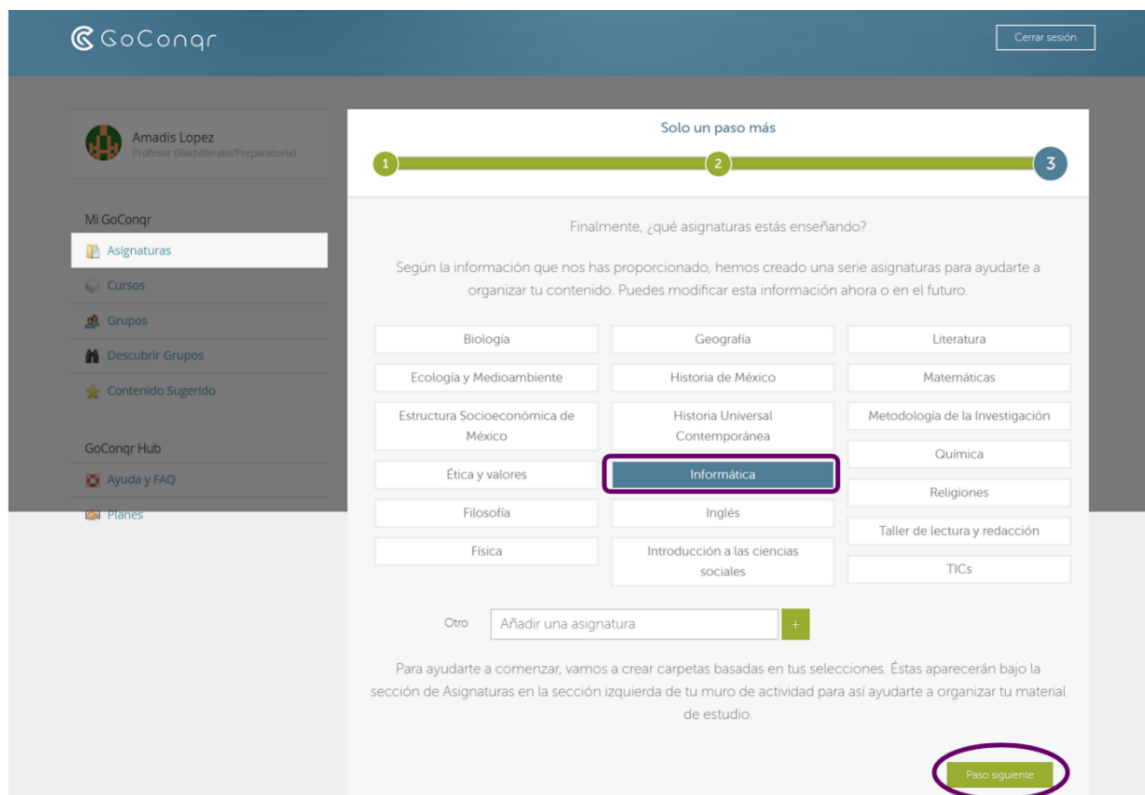 GoConqr
Cerrar sesión
Amadis Lopez
Profesor (Bachillerato/Preparatoria)
Mi GoConqr
Asignaturas
Cursos
Grupos
Descubrir Grupos
Contenido Sugerido
GoConqr Hub
Ayuda y FAQ
Planes
Solo un paso más
1
2
3
Finalmente, ¿qué asignaturas estás enseñando?
Según la información que nos has proporcionado, hemos creado una serie asignaturas para ayudarte a
organizar tu contenido. Puedes modificar esta información ahora o en el futuro.
Biología
Ecología y Medioambiente
Estructura Socioeconómica de
México
Ética y valores
Filosofía
Física
Geografía
Historia de México
Historia Universal
Contemporánea
Informática
Inglés
Introducción a las ciencias
sociales
Literatura
Matemáticas
Metodología de la Investigación
Química
Religiones
Taller de lectura y redacción
TICs
Otro
Añadir una asignatura
+
Para ayudarte a comenzar, vamos a crear carpetas basadas en tus selecciones. Éstas aparecerán bajo la
sección de Asignaturas en la sección izquierda de tu muro de actividad para así ayudarte a organizar tu material
de estudio.
Paso siguiente